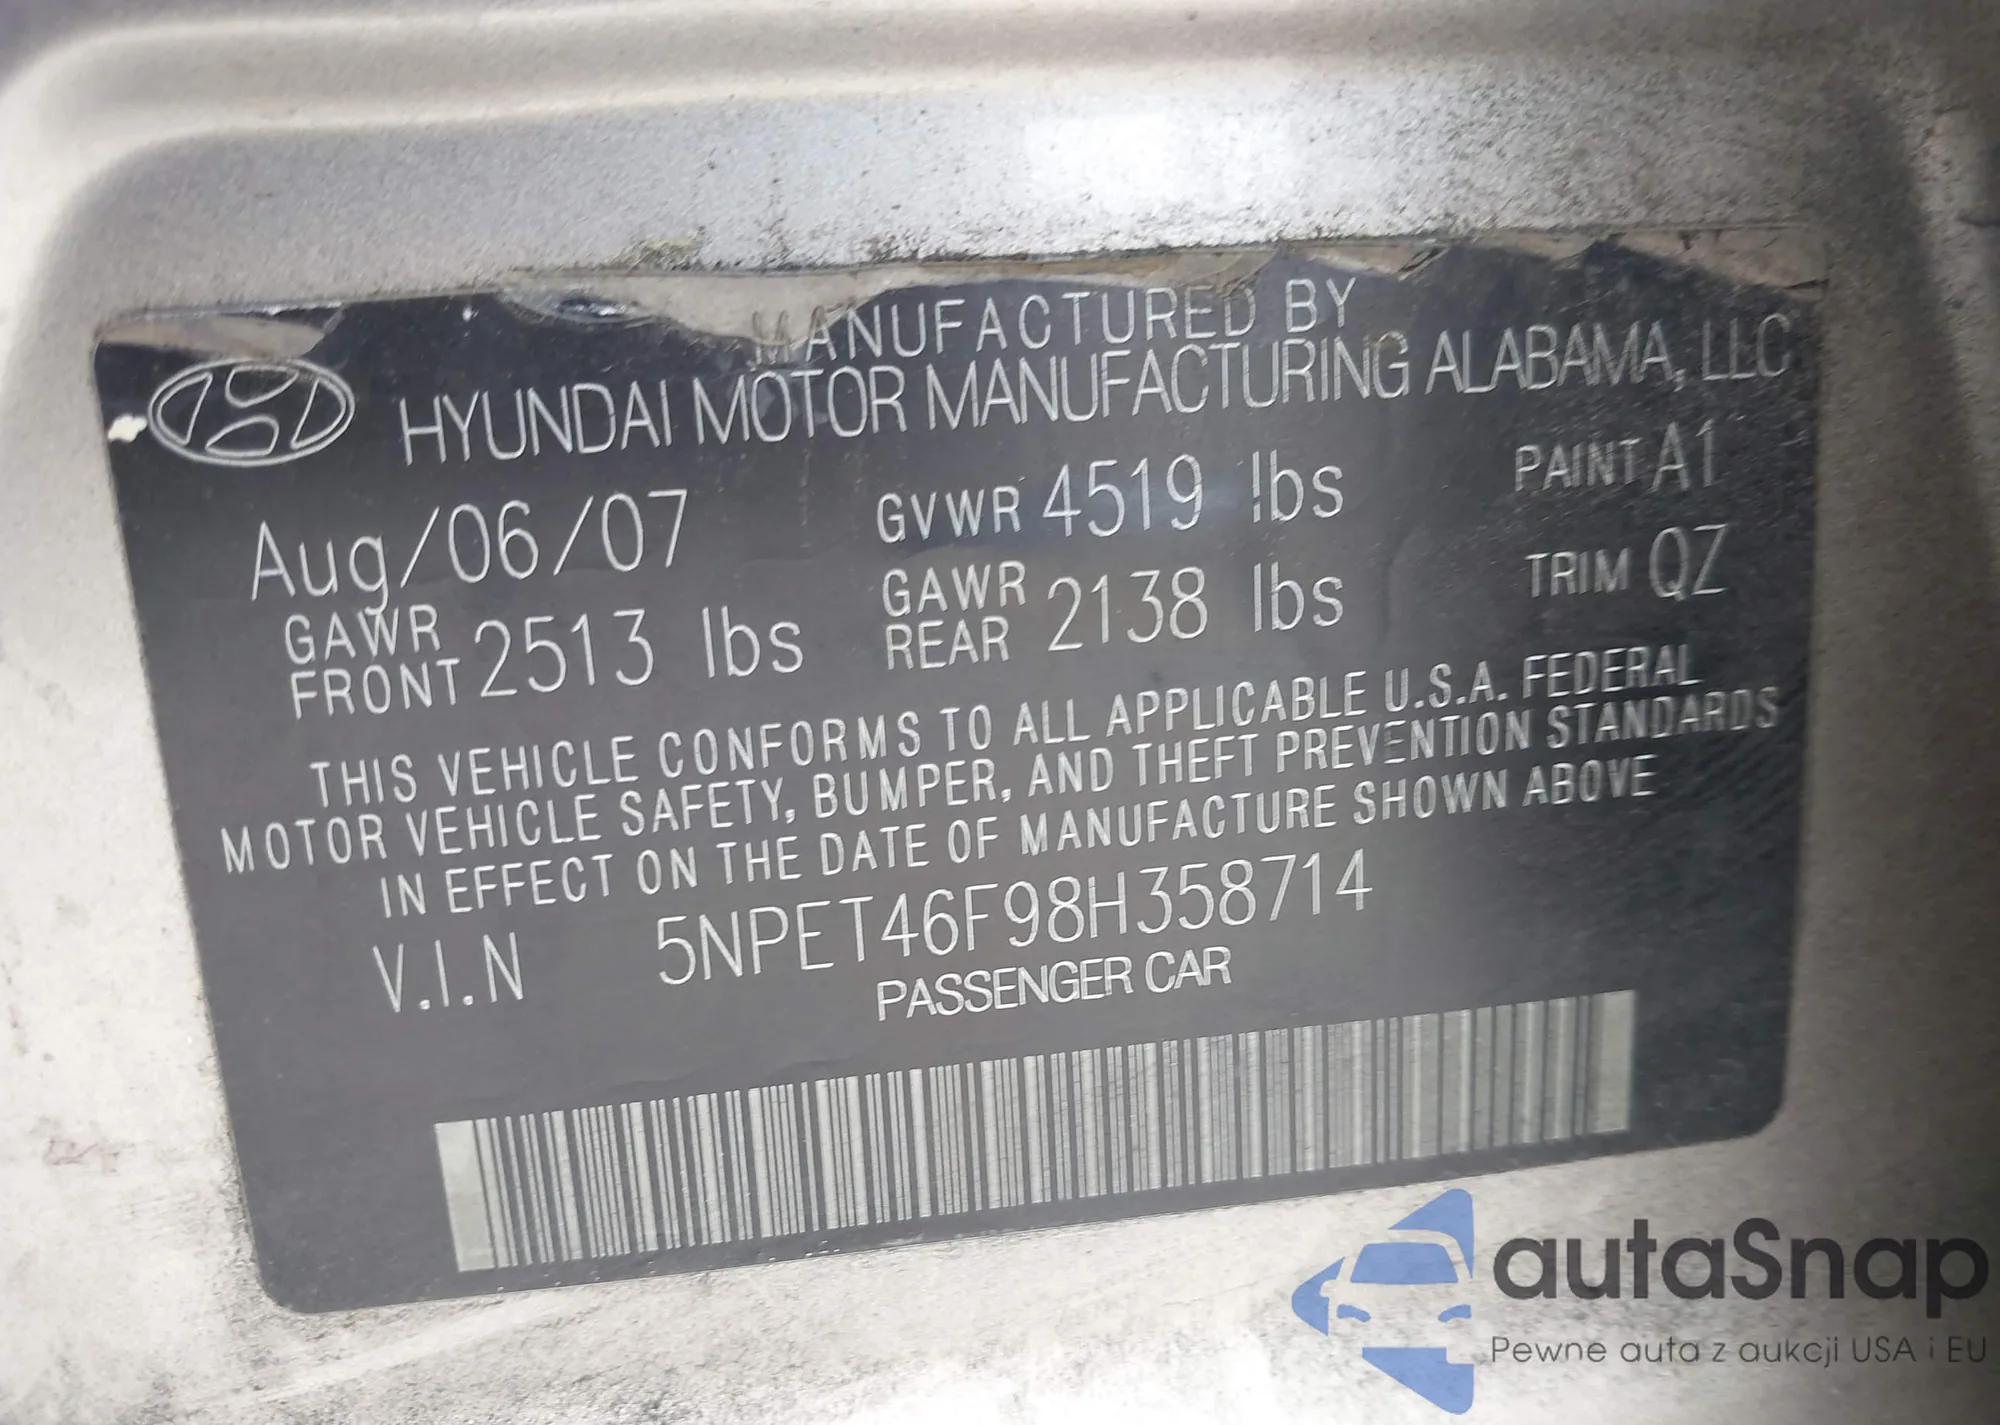 MANUFACTURED BY
HYUNDAI MOTOR MANUFACTURING ALABAMA, LLC
Aug/06/07 GVWR 4519 lbs PAINT A1
GAWR FRONT 2513 lbs GAWR REAR 2138 lbs TRIM QZ
THIS VEHICLE CONFORMS TO ALL APPLICABLE U.S.A. FEDERAL
MOTOR VEHICLE SAFETY, BUMPER, AND THEFT PREVENTION STANDARDS
IN EFFECT ON THE DATE OF MANUFACTURE SHOWN ABOVE
V.I.N 5NPET46F98H358714
PASSENGER CAR
autaSnap
Pewne auta z aukcji USA i EU